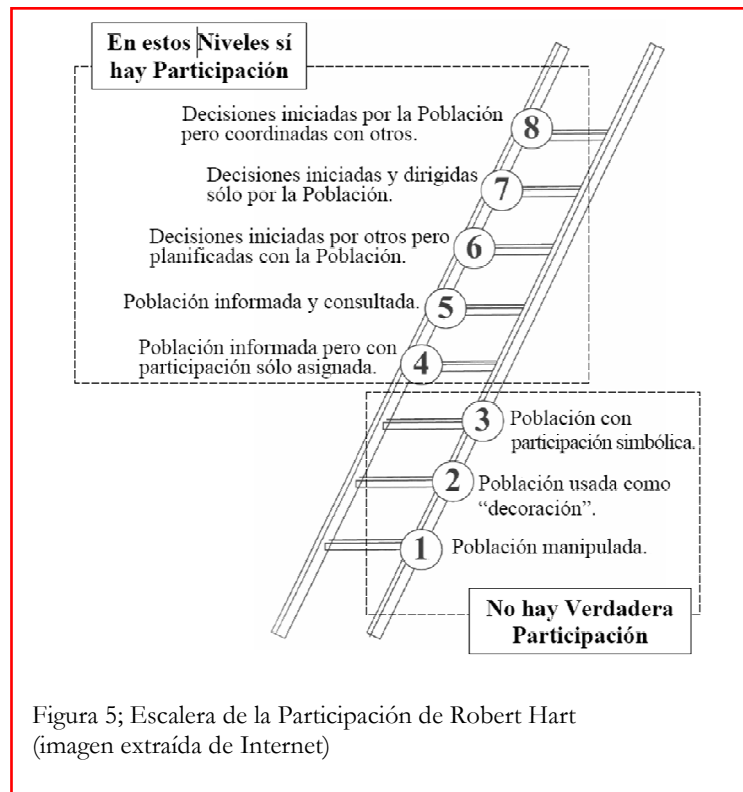 En estos Niveles sí
hay Participación
Decisiones iniciadas por la Población
pero coordinadas con otros.
8
Decisiones iniciadas y dirigidas
sólo por la Población.
7
Decisiones iniciadas por otros pero
planificadas con la Población.
6
Población informada y consultada.
5
Población informada pero con
participación sólo asignada.
4
3
Población con
participación simbólica.
2
Población usada como
“decoración”.
1
Población manipulada.
No hay Verdadera
Participación
Figura 5; Escalera de la Participación de Robert Hart
(imagen extraída de Internet)